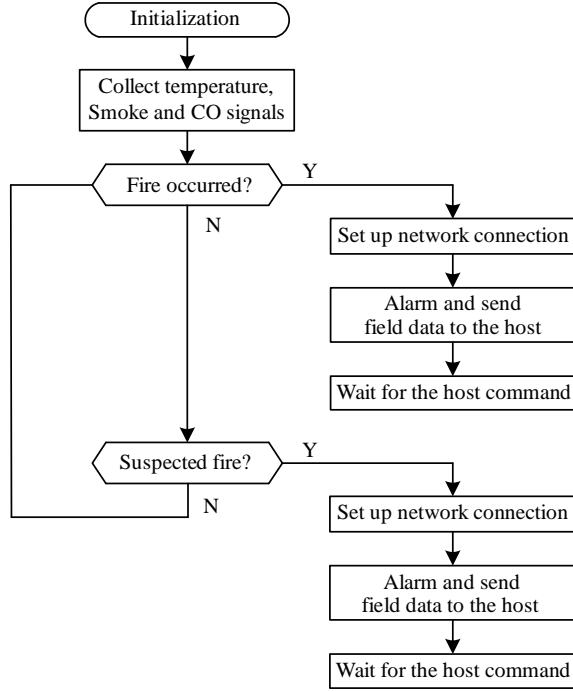 Initialization
Collect temperature,
Smoke and CO signals
Fire occurred?
Y
N
Set up network connection
Alarm and send
field data to the host
Wait for the host command
Suspected fire?
Y
N
Set up network connection
Alarm and send
field data to the host
Wait for the host command